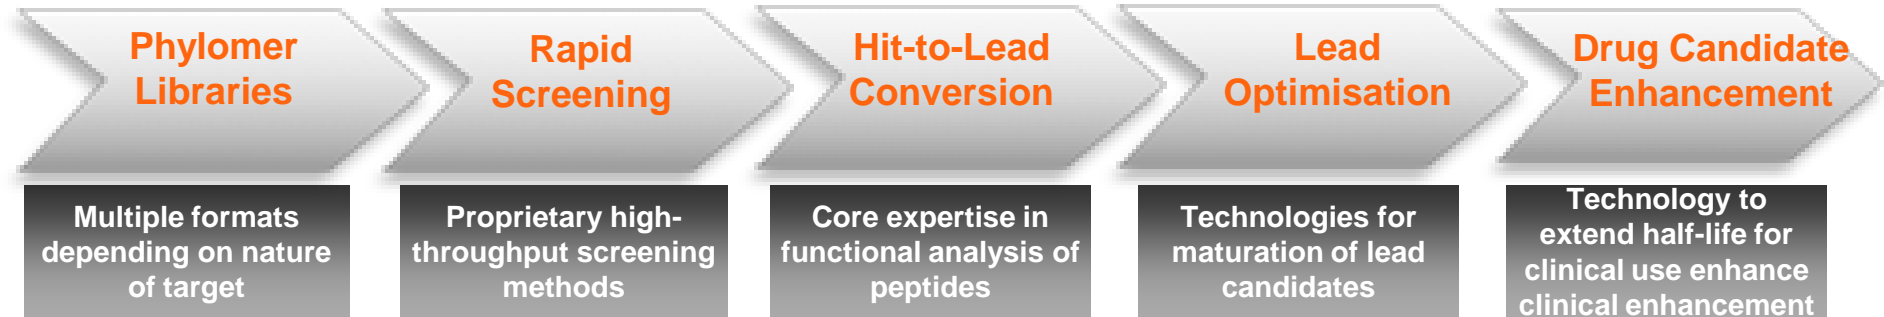 Phylomer
Libraries
Rapid
Screening
Hit-to-Lead
Conversion
Lead
Optimisation
Drug Candidate
Enhancement
Multiple formats
depending on nature
of target
Proprietary high-
throughput screening
methods
Core expertise in
functional analysis of
peptides
Technologies for
maturation of lead
candidates
Technology to
extend half-life for
clinical use enhance
clinical enhancement